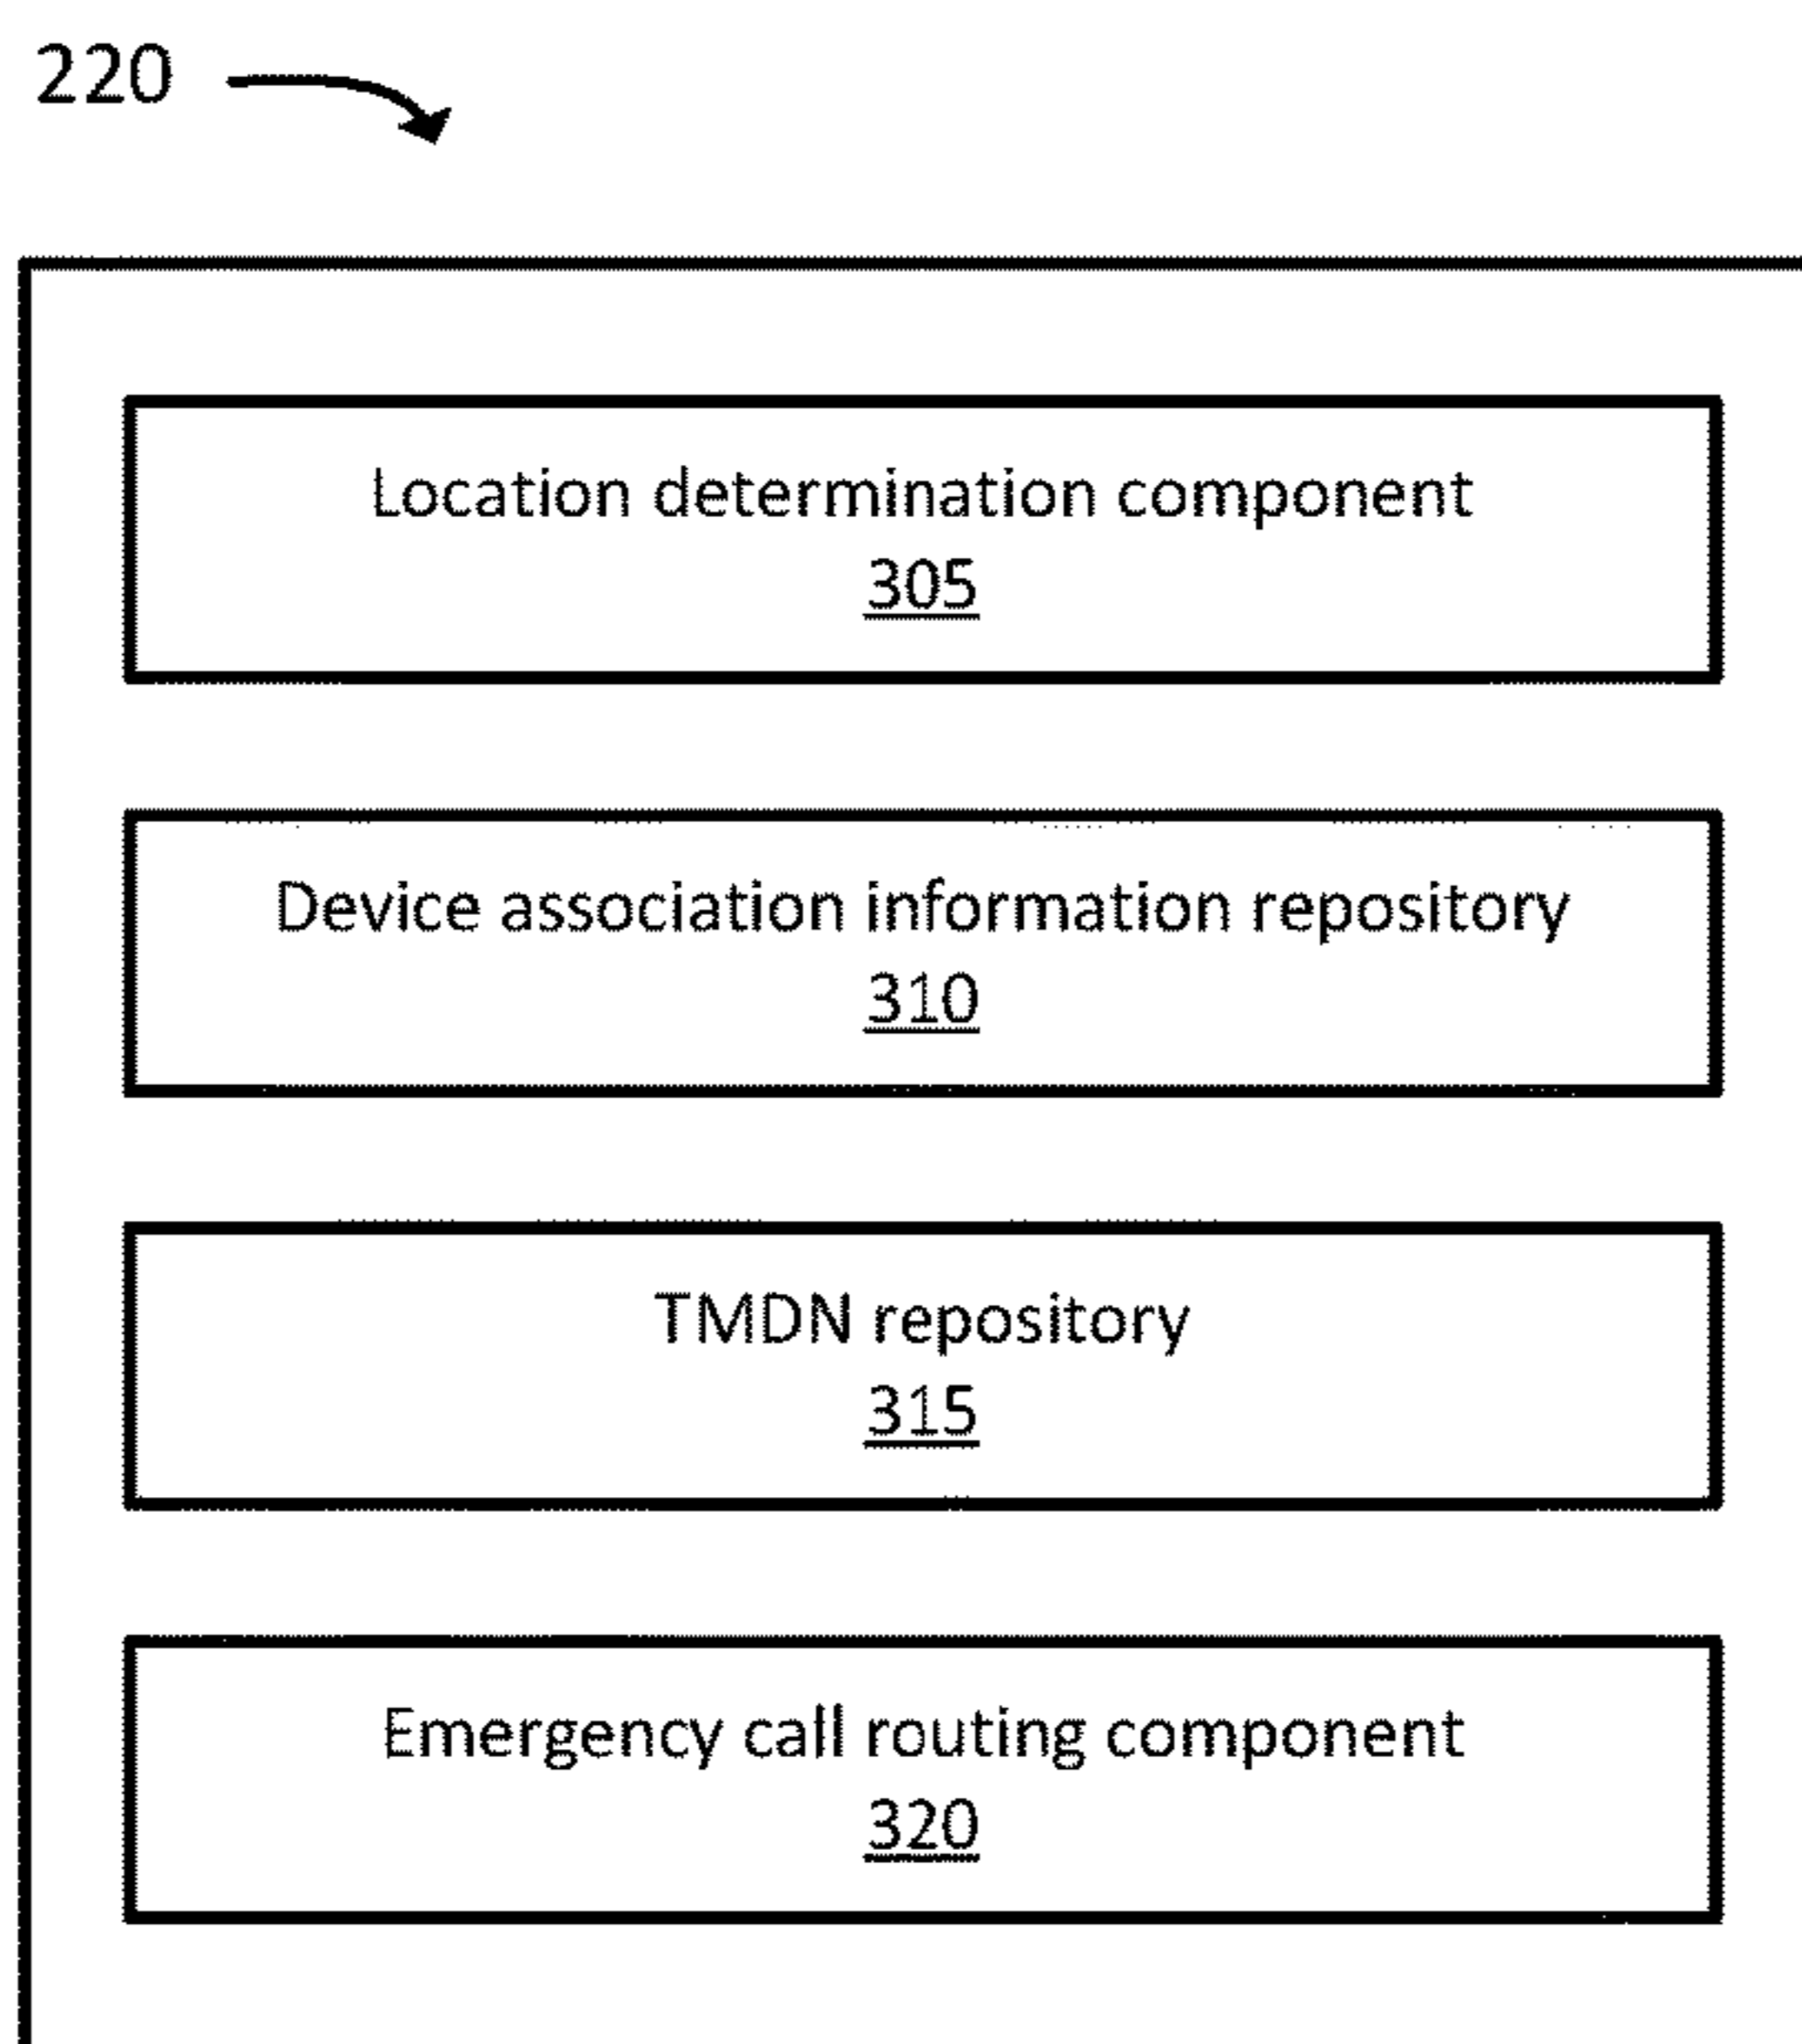 220
Location determination component
305
Device association information repository
310
TMDN repository
315
Emergency call routing component
320